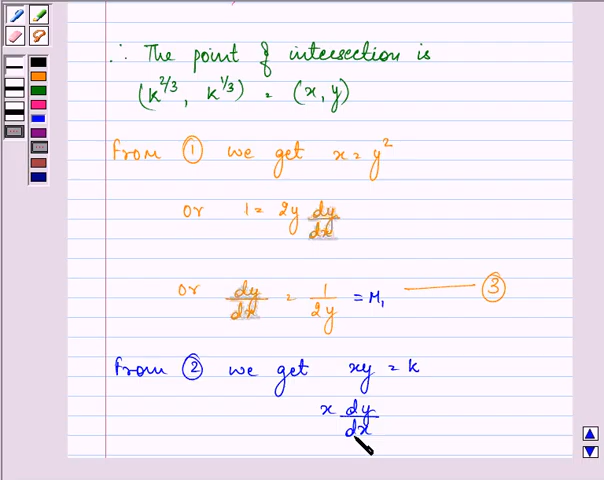 ∴ The point of intersection is
(k^2/3, k^1/3) = (x, y)
From ① we get x = y²
or 1 = 2y dy/dx
or dy/dx = 1/2y = M₁ ——— ③
From ② we get xy = k
x dy/dx